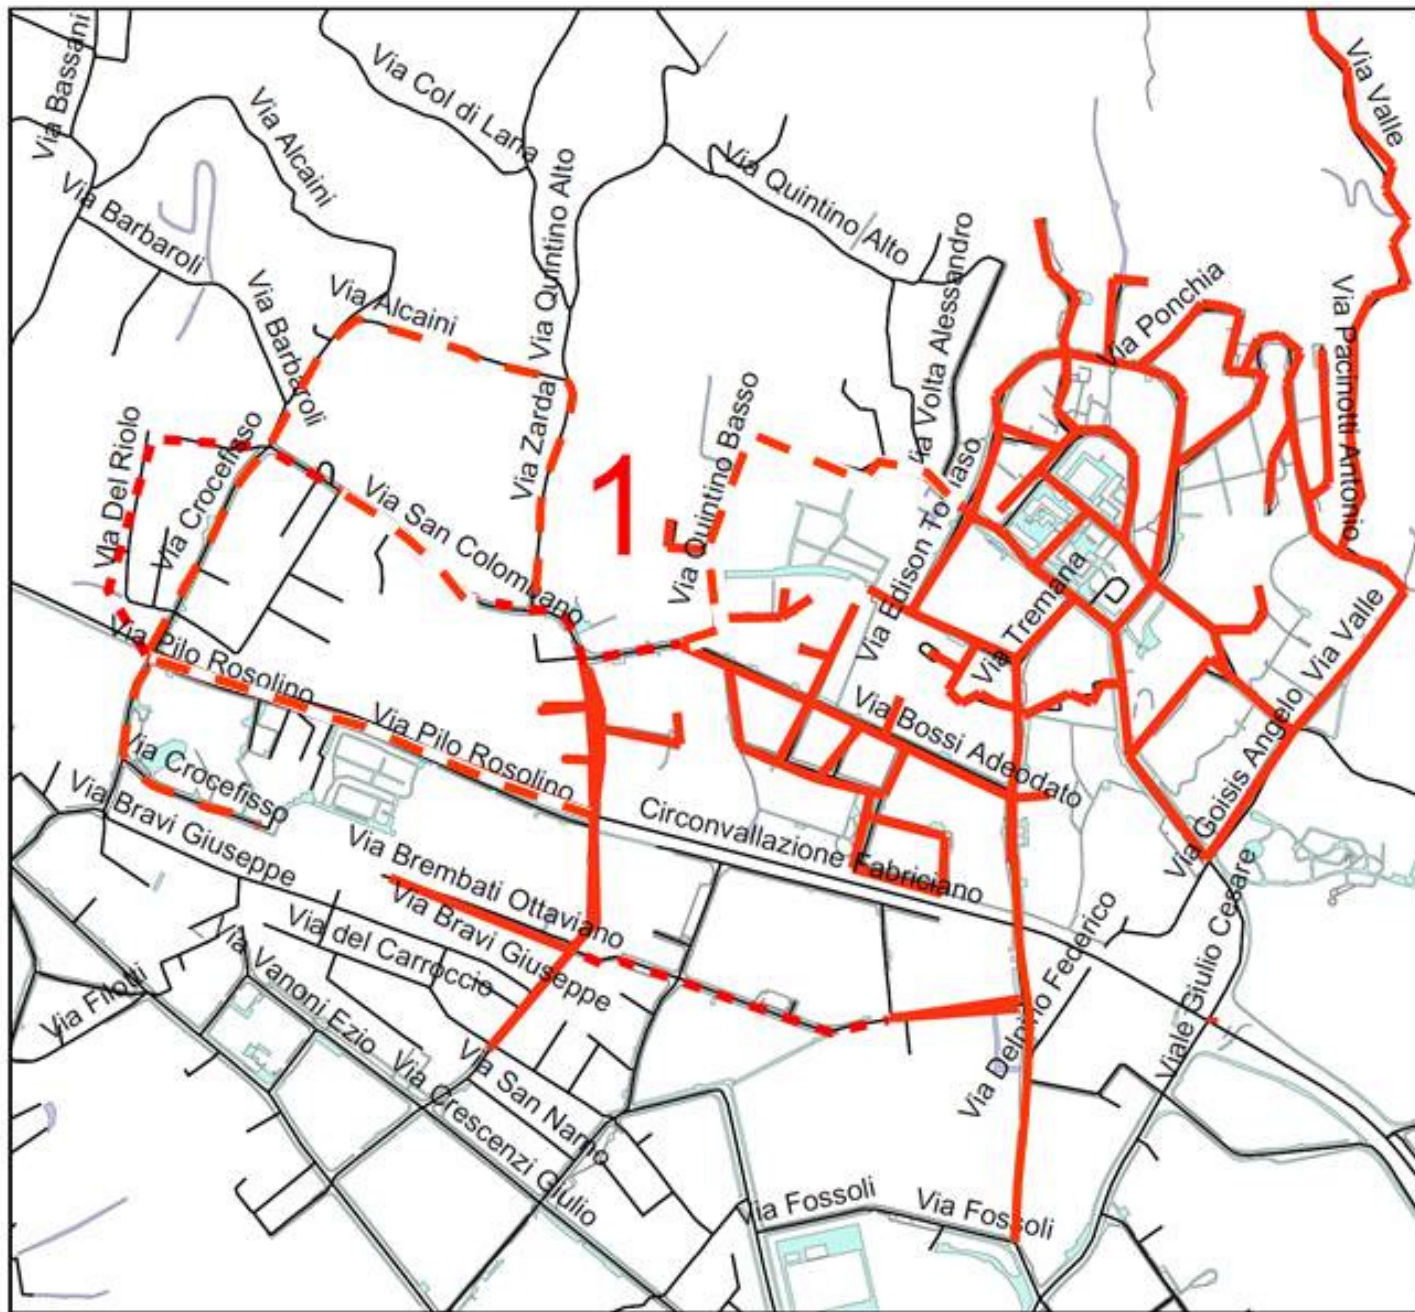 Via Bassani
Via Col di Lana
Via Valle
Via Alcaini
Via Quintino Alto
Via Quintino Alto
Via Barbaroli
Via Volta Alessandro
Via Ponchia
Via Pacinotti Antonio
Via Alcaini
Via Barbaroli
Via Zarda
Via Quintino Basso
Via Del Riolo
Via Crocefisso
1
Via San Colombano
Via Edison Tomaso
Via Tremana
Via Valle
Via Pilo Rosolino
Via Pilo Rosolino
Via Bossi Adeodato
Via Goisis Angelo
Via Crocefisso
Via Bravi Giuseppe
Circonvallazione Fabriciano
Via Brembati Ottaviano
Via Bravi Giuseppe
Via del Carroccio
Via Delpino Federico
Viale Giulio Cesare
Via Vanoni Ezio
Via Filotti
Via San Narno
Via Crescenzi Giulio
Via Fossoli
Via Fossoli